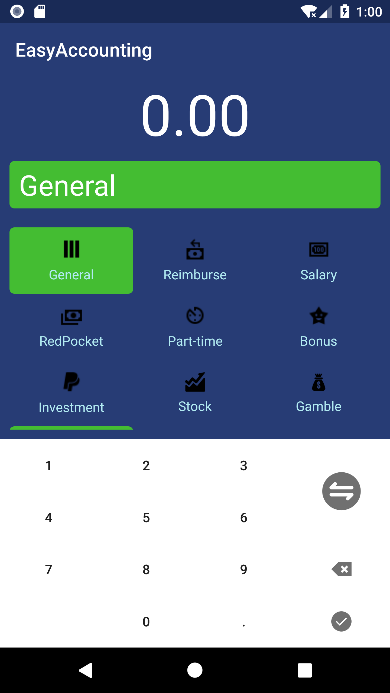 1:00
EasyAccounting
0.00
General
General Reimburse Salary
RedPocket Part-time Bonus
Investment Stock Gamble
1 2 3
4 5 6
7 8 9
0 .